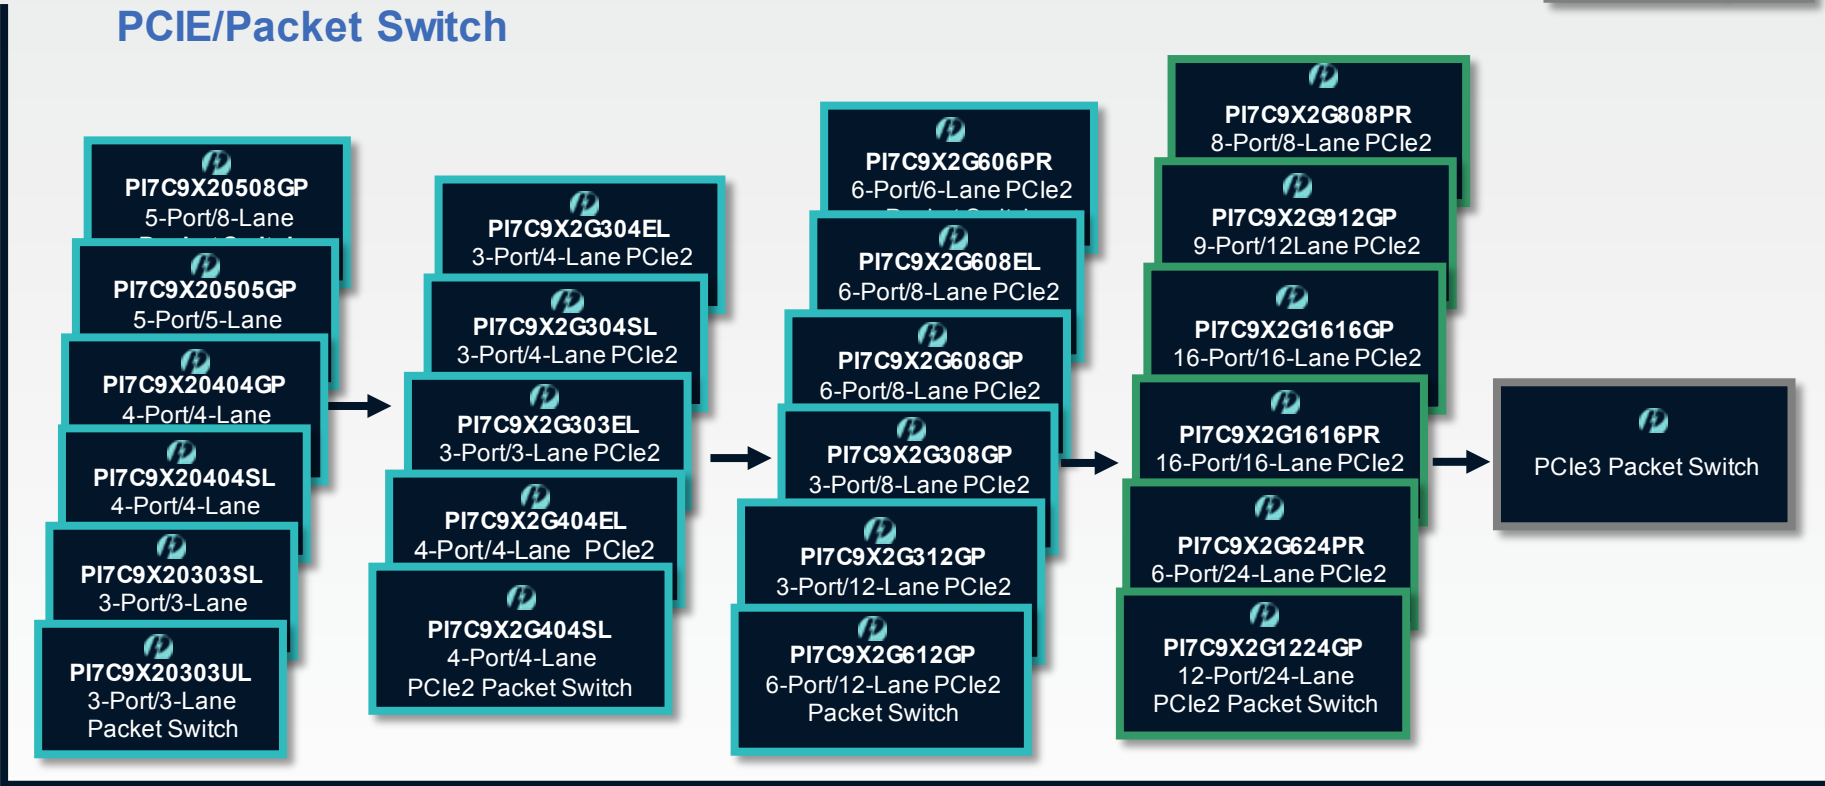 PCIE/Packet Switch
PI7C9X20508GP
5-Port/8-Lane
PI7C9X20505GP
5-Port/5-Lane
PI7C9X20404GP
4-Port/4-Lane
PI7C9X20404SL
4-Port/4-Lane
PI7C9X20303SL
3-Port/3-Lane
PI7C9X20303UL
3-Port/3-Lane
Packet Switch
PI7C9X2G304EL
3-Port/4-Lane PCIe2
PI7C9X2G304SL
3-Port/4-Lane PCIe2
PI7C9X2G303EL
3-Port/3-Lane PCIe2
PI7C9X2G404EL
4-Port/4-Lane PCIe2
PI7C9X2G404SL
4-Port/4-Lane
PCIe2 Packet Switch
PI7C9X2G606PR
6-Port/6-Lane PCIe2
PI7C9X2G608EL
6-Port/8-Lane PCIe2
PI7C9X2G608GP
6-Port/8-Lane PCIe2
PI7C9X2G308GP
3-Port/8-Lane PCIe2
PI7C9X2G312GP
3-Port/12-Lane PCIe2
PI7C9X2G612GP
6-Port/12-Lane PCIe2
Packet Switch
PI7C9X2G808PR
8-Port/8-Lane PCIe2
PI7C9X2G912GP
9-Port/12Lane PCIe2
PI7C9X2G1616GP
16-Port/16-Lane PCIe2
PI7C9X2G1616PR
16-Port/16-Lane PCIe2
PI7C9X2G624PR
6-Port/24-Lane PCIe2
PI7C9X2G1224GP
12-Port/24-Lane
PCIe2 Packet Switch
PCIe3 Packet Switch